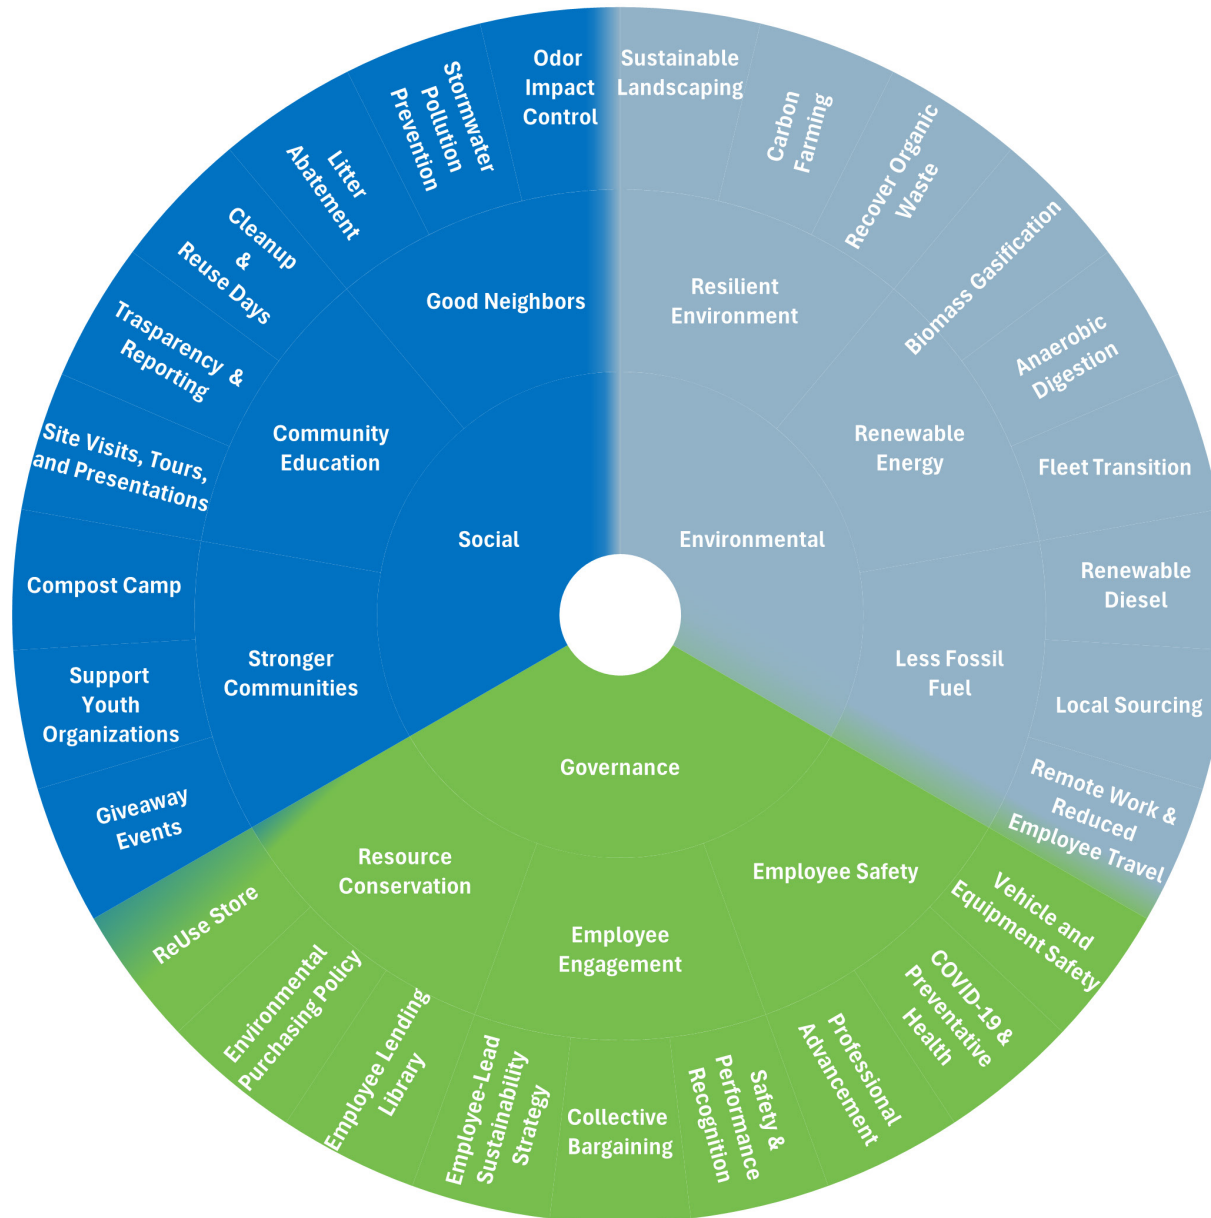 Environmental
Resilient
Environment
Sustainable
Landscaping
Carbon
Farming
Recover Organic
Waste
Renewable
Energy
Biomass Gasification
Anaerobic
Digestion
Fleet Transition
Less Fossil
Fuel
Renewable
Diesel
Local Sourcing
Remote Work &
Reduced
Employee Travel
Governance
Employee Safety
Vehicle and
Equipment Safety
COVID-19 &
Preventative
Health
Professional
Advancement
Employee
Engagement
Safety &
Performance
Recognition
Collective
Bargaining
Employee-Lead
Sustainability
Strategy
Resource
Conservation
Employee Lending
Library
Environmental
Purchasing Policy
ReUse Store
Social
Stronger
Communities
Giveaway
Events
Support
Youth
Organizations
Compost Camp
Community
Education
Site Visits, Tours,
and Presentations
Trasparency &
Reporting
Cleanup
&
Reuse Days
Good Neighbors
Litter
Abatement
Stormwater
Pollution
Prevention
Odor
Impact
Control